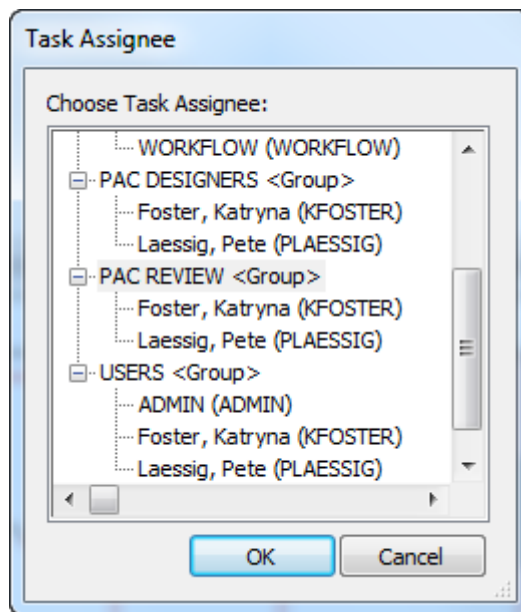 Task Assignee
Choose Task Assignee:
WORKFLOW (WORKFLOW)
PAC DESIGNERS <Group>
Foster, Katryna (KFOSTER)
Laessig, Pete (PLAESSIG)
PAC REVIEW <Group>
Foster, Katryna (KFOSTER)
Laessig, Pete (PLAESSIG)
USERS <Group>
ADMIN (ADMIN)
Foster, Katryna (KFOSTER)
Laessig, Pete (PLAESSIG)
OK Cancel